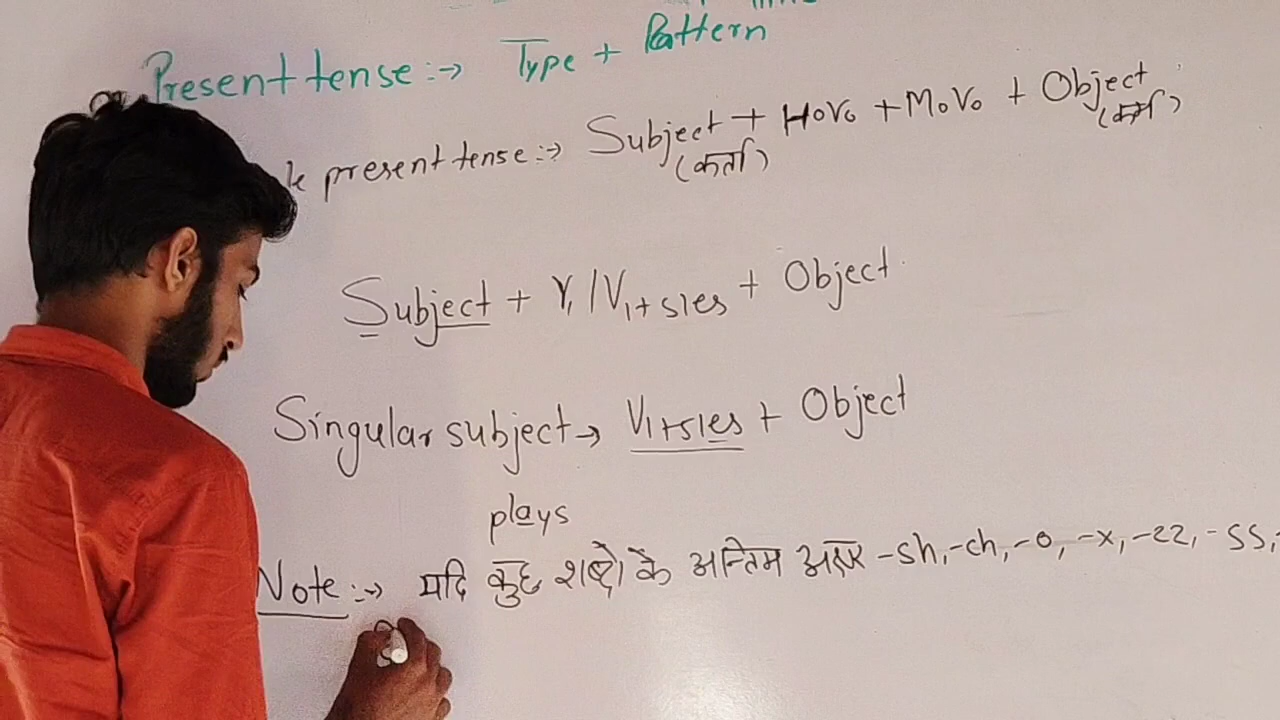 Present tense :→ Type + Pattern
present tense :→ Subject + H.V. + M.V. + Object
(कर्ता) (कर्म)
Subject + V1/V1+s/es + Object
Singular subject → V1+s/es + Object
plays
Note :→ यदि कुछ शब्दो के अन्तिम अक्षर -sh, -ch, -o, -x, -zz, -ss,